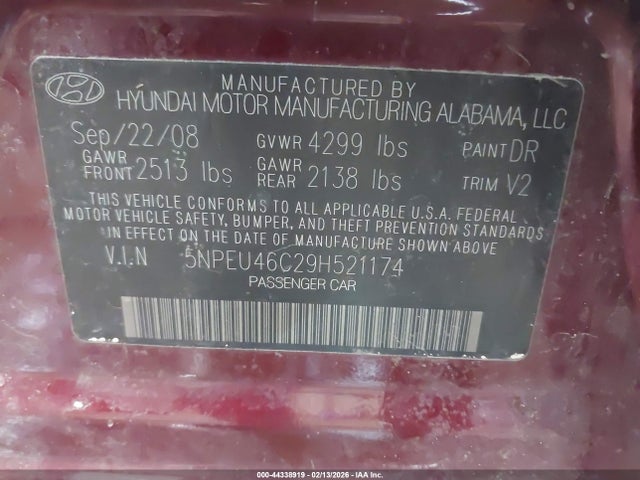 MANUFACTURED BY
HYUNDAI MOTOR MANUFACTURING ALABAMA, LLC
Sep/22/08 GVWR 4299 lbs PAINT DR
GAWR FRONT 2513 lbs GAWR REAR 2138 lbs TRIM V2
THIS VEHICLE CONFORMS TO ALL APPLICABLE U.S.A. FEDERAL
MOTOR VEHICLE SAFETY, BUMPER, AND THEFT PREVENTION STANDARDS
IN EFFECT ON THE DATE OF MANUFACTURE SHOWN ABOVE.
V.I.N 5NPEU46C29H521174
PASSENGER CAR
000-44338919 | 02/13/2026 - IAA Inc.